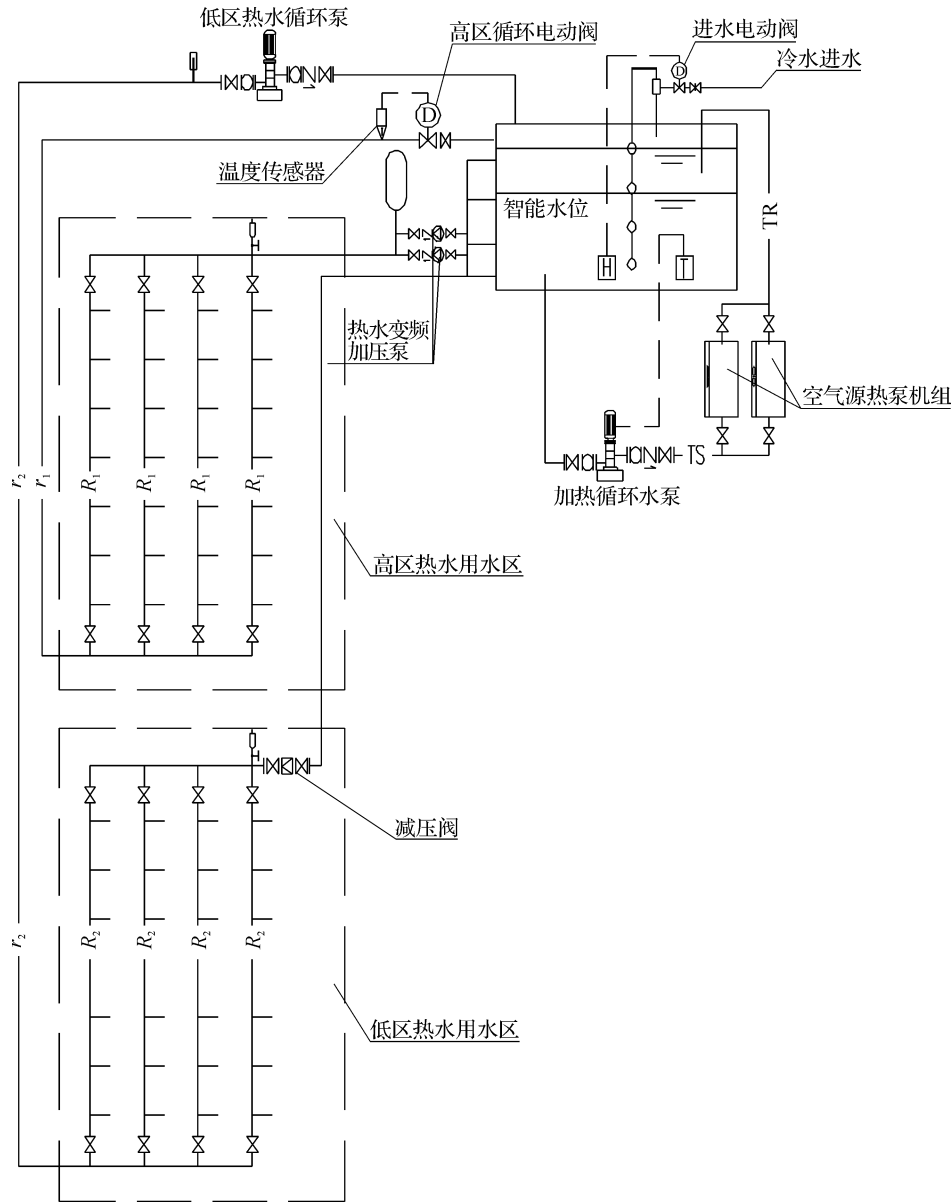 低区热水循环泵
高区循环电动阀
进水电动阀
D
冷水进水
D
温度传感器
智能水位
TR
H
T
热水变频
加压泵
空气源热泵机组
r₂
r₁
R₁
R₁
R₁
R₁
TS
加热循环水泵
高区热水用水区
减压阀
r₂
R₂
R₂
R₂
R₂
低区热水用水区